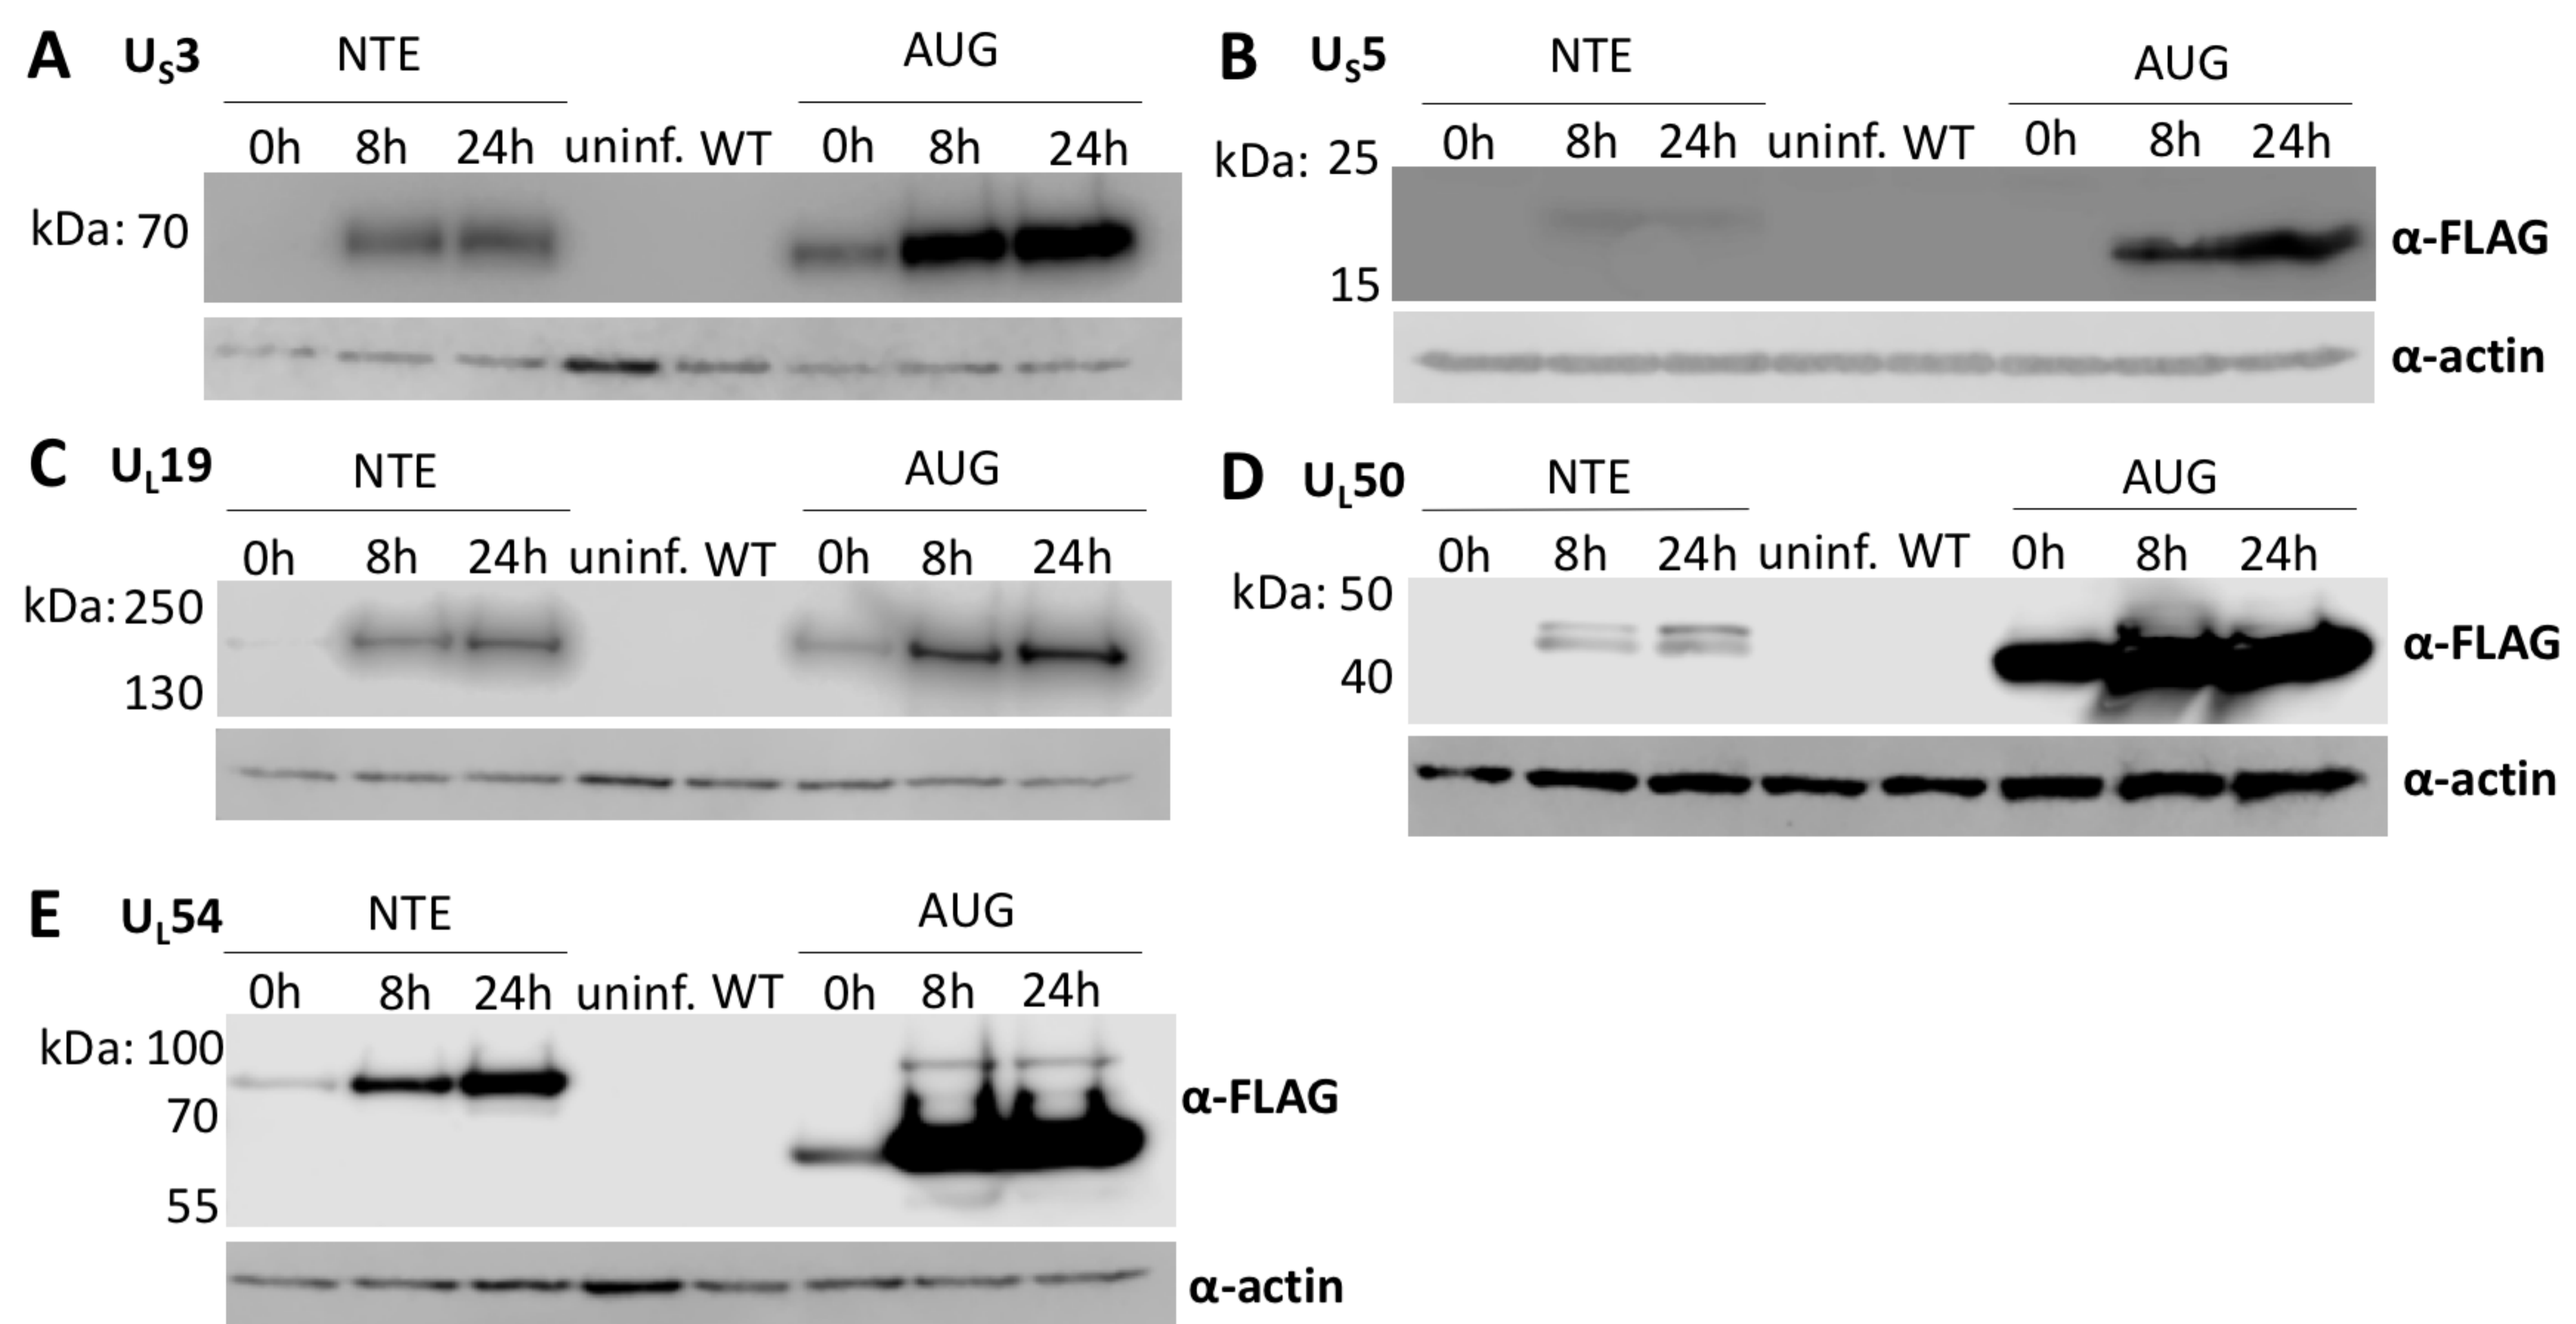 A US3 NTE AUG
0h 8h 24h uninf. WT 0h 8h 24h
kDa: 70
B US5 NTE AUG
0h 8h 24h uninf. WT 0h 8h 24h
kDa: 25
15
α-FLAG
α-actin
C UL19 NTE AUG
0h 8h 24h uninf. WT 0h 8h 24h
kDa: 250
130
D UL50 NTE AUG
0h 8h 24h uninf. WT 0h 8h 24h
kDa: 50
40
α-FLAG
α-actin
E UL54 NTE AUG
0h 8h 24h uninf. WT 0h 8h 24h
kDa: 100
70
55
α-FLAG
α-actin